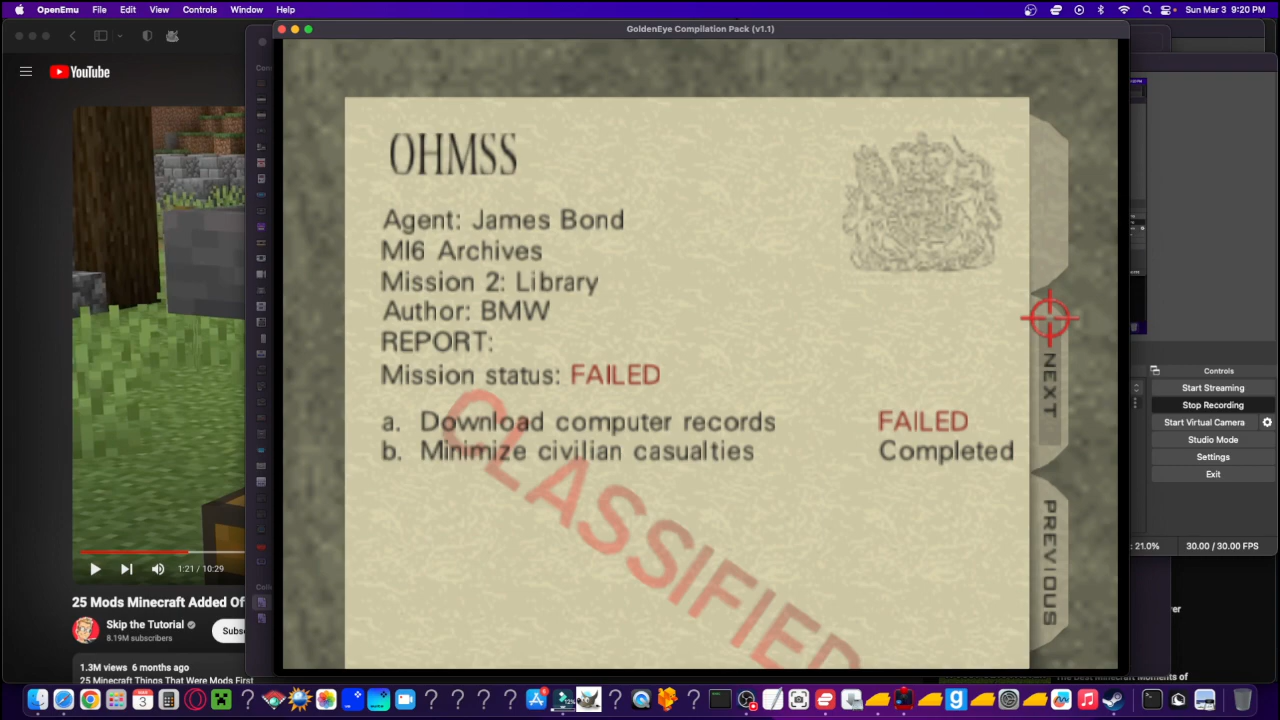 OpenEmu File Edit View Controls Window Help
Sun Mar 3 9:20 PM
GoldenEye Compilation Pack (v1.1)
YouTube
OHMSS
Agent: James Bond
MI6 Archives
Mission 2: Library
Author: BMW
REPORT:
Mission status: FAILED
a. Download computer records FAILED
b. Minimize civilian casualties Completed
CLASSIFIED
NEXT
PREVIOUS
Controls
Start Streaming
Stop Recording
Start Virtual Camera
Studio Mode
Settings
Exit
21.0% 30.00 / 30.00 FPS
1:21 / 10:29
25 Mods Minecraft Added Of
Skip the Tutorial
8.19M subscribers
Subs
1.3M views 6 months ago
25 Minecraft Things That Were Mods First